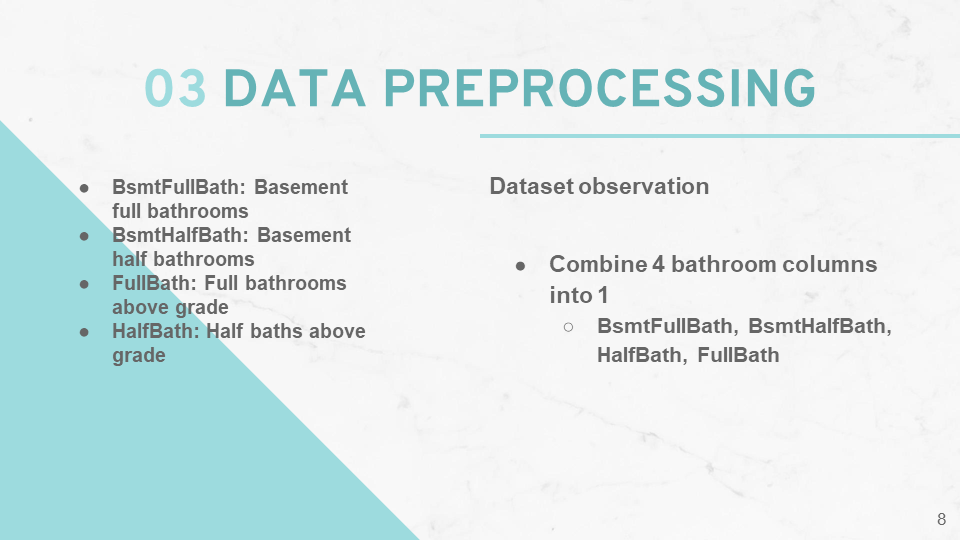 03 DATA PREPROCESSING
● BsmtFullBath: Basement
full bathrooms
● BsmtHalfBath: Basement
half bathrooms
● FullBath: Full bathrooms
above grade
● HalfBath: Half baths above
grade
Dataset observation
● Combine 4 bathroom columns
into 1
○ BsmtFullBath, BsmtHalfBath,
HalfBath, FullBath
8